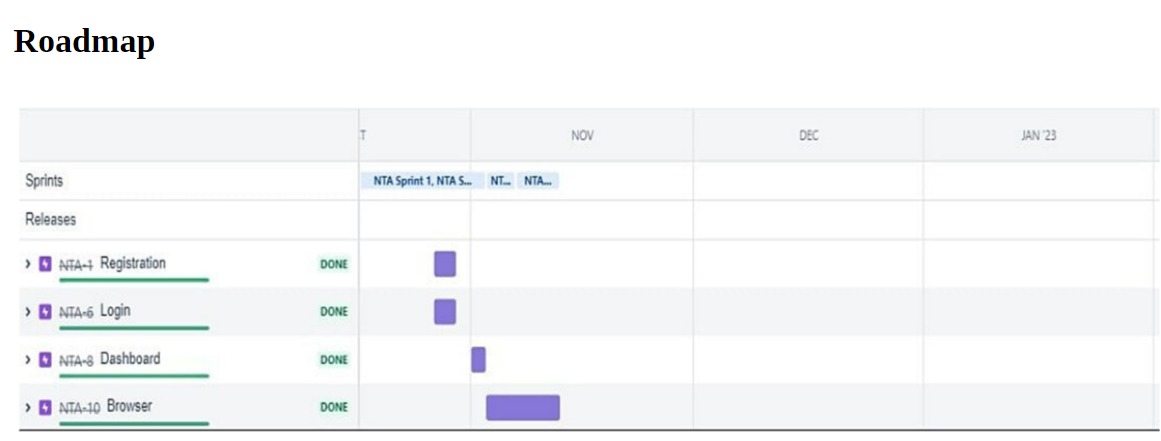 Roadmap
T NOV DEC JAN '23
Sprints NTA Sprint 1, NTA S... NT... NTA...
Releases
NTA-1 Registration DONE
NTA-6 Login DONE
NTA-8 Dashboard DONE
NTA-10 Browser DONE